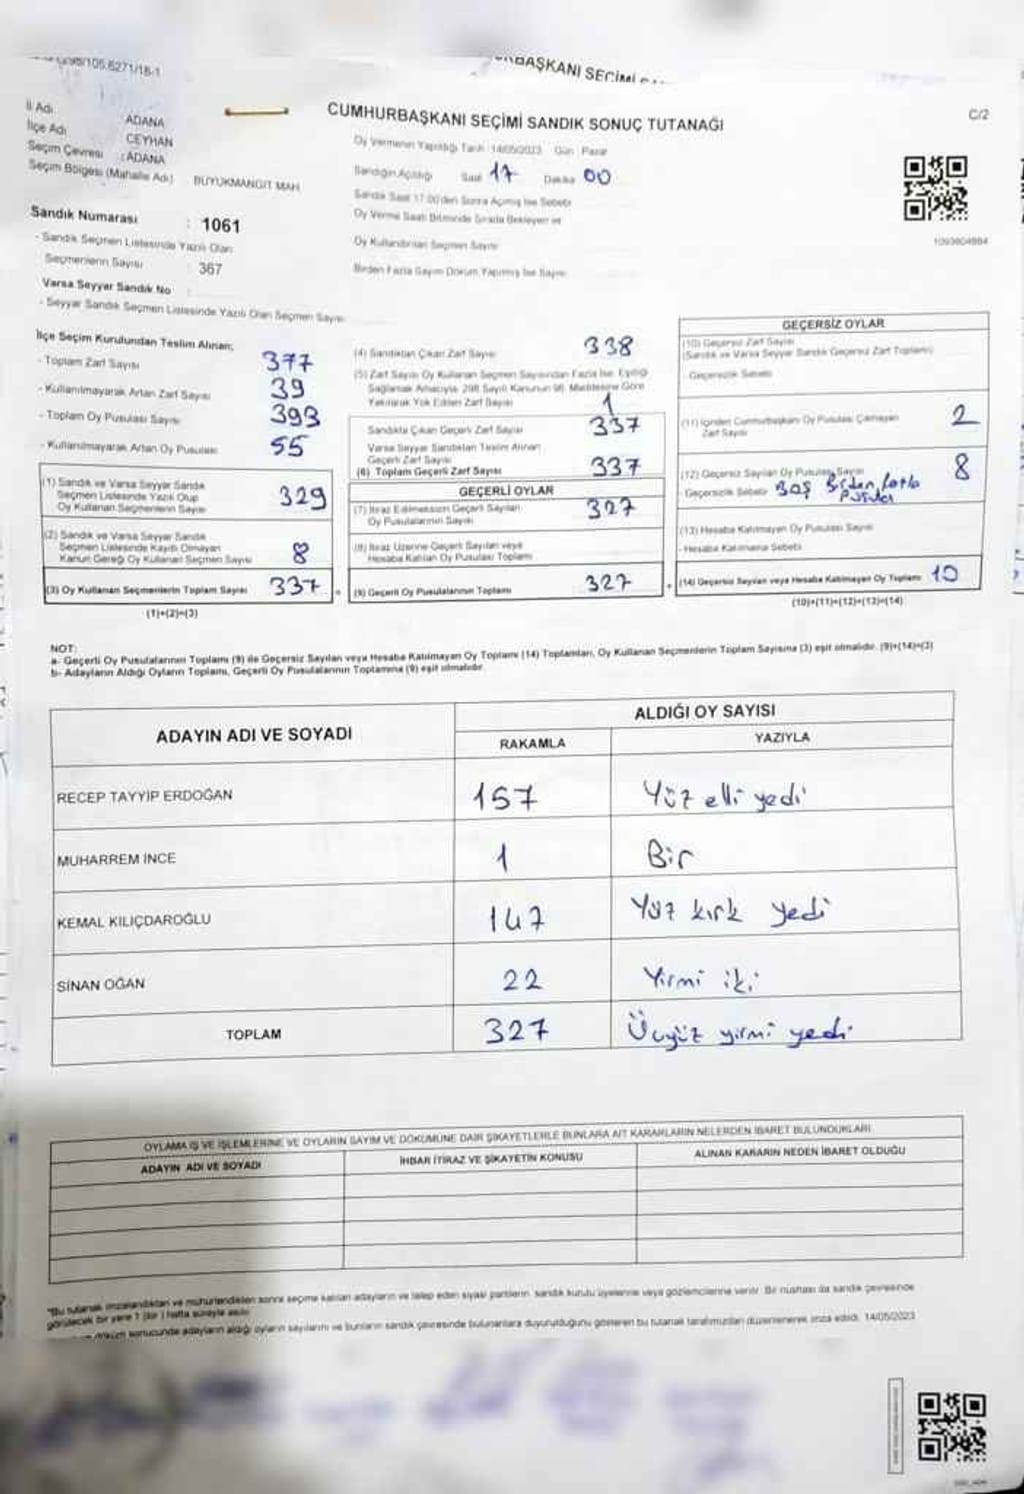 CUMHURBAŞKANI SEÇİMİ SANDIK SONUÇ TUTANAĞI
C/2
İl Adı ADANA
İlçe Adı CEYHAN
Seçim Çevresi : ADANA
Seçim Bölgesi (Mahalle Adı) BÜYÜKMANGIT MAH
Sandık Numarası : 1061
- Sandık Seçmen Listesinde Yazılı Olan
Seçmenlerin Sayısı 367
Varsa Seyyar Sandık No :
- Seyyar Sandık Seçmen Listesinde Yazılı Olan Seçmen Sayısı
Oy Vermenin Yapıldığı Tarih : 14/05/2023 Gün : Pazar
Sandığın Açılışı Saat 17 Dakika 00
Sandık Saat 17:00'den Sonra Açılmış İse Sebebi
Oy Verme Saati Bitiminde Sırada Bekleyen ve
Oy Kullandırılan Seçmen Sayısı
Birden Fazla Sayım Döküm Yapılmış İse Sayısı
1093804884
İlçe Seçim Kurulundan Teslim Alınan;
- Toplam Zarf Sayısı 377
- Kullanılmayarak Artan Zarf Sayısı 39
- Toplam Oy Pusulası Sayısı 393
- Kullanılmayarak Artan Oy Pusulası 55
(1) Sandık ve Varsa Seyyar Sandık
Seçmen Listesinde Yazılı Olup
Oy Kullanan Seçmenlerin Sayısı 329
(2) Sandık ve Varsa Seyyar Sandık
Seçmen Listesinde Kayıtlı Olmayan
Kanun Gereği Oy Kullanan Seçmen Sayısı 8
(3) Oy Kullanan Seçmenlerin Toplam Sayısı 337
(1)+(2)=(3)
(4) Sandıktan Çıkan Zarf Sayısı 338
(5) Zarf Sayısı Oy Kullanan Seçmen Sayısından Fazla İse, Eşitliği
Sağlamak Amacıyla 298 Sayılı Kanunun 98. Maddesine Göre
Yakılarak Yok Edilen Zarf Sayısı 1
Sandıkta Çıkan Geçerli Zarf Sayısı 337
Varsa Seyyar Sandıktan Teslim Alınan
Geçerli Zarf Sayısı
(6) Toplam Geçerli Zarf Sayısı 337
GEÇERLİ OYLAR
(7) İtiraz Edilmeksizin Geçerli Sayılan
Oy Pusulalarının Sayısı 327
(8) İtiraz Üzerine Geçerli Sayılan veya
Hesaba Katılan Oy Pusulası Toplamı
(9) Geçerli Oy Pusulalarının Toplamı 327
GEÇERSİZ OYLAR
(10) Geçersiz Zarf Sayısı
(Sandık ve Varsa Seyyar Sandık Geçersiz Zarf Toplamı)
- Geçersizlik Sebebi
(11) İçinden Cumhurbaşkanı Oy Pusulası Çıkmayan
Zarf Sayısı 2
(12) Geçersiz Sayılan Oy Pusulası Sayısı 8
- Geçersizlik Sebebi Boş Birden fazla
Pusula
(13) Hesaba Katılmayan Oy Pusulası Sayısı
- Hesaba Katılmama Sebebi
(14) Geçersiz Sayılan veya Hesaba Katılmayan Oy Toplamı 10
(10)+(11)+(12)+(13)=(14)
NOT:
a- Geçerli Oy Pusulalarının Toplamı (9) ile Geçersiz Sayılan veya Hesaba Katılmayan Oy Toplamı (14) Toplamları, Oy Kullanan Seçmenlerin Toplam Sayısına (3) eşit olmalıdır. (9)+(14)=(3)
b- Adayların Aldığı Oyların Toplamı, Geçerli Oy Pusulalarının Toplamına (9) eşit olmalıdır.
ADAYIN ADI VE SOYADI
ALDIĞI OY SAYISI
RAKAMLA YAZIYLA
RECEP TAYYİP ERDOĞAN 157 Yüz elli yedi
MUHARREM İNCE 1 Bir
KEMAL KILIÇDAROĞLU 147 Yüz kırk yedi
SİNAN OĞAN 22 Yirmi iki
TOPLAM 327 Üçyüz yirmi yedi
OYLAMA İŞ VE İŞLEMLERİNE VE OYLARIN SAYIM VE DÖKÜMÜNE DAİR ŞİKAYETLERLE BUNLARA AİT KARARLARIN NELERDEN İBARET BULUNDUKLARI
ADAYIN ADI VE SOYADI İHBAR İTİRAZ VE ŞİKAYETİN KONUSU ALINAN KARARIN NEDEN İBARET OLDUĞU
*Bu tutanak imzalandıktan ve mühürlendikten sonra seçime katılan adayların ve talep eden siyasi partilerin, sandık kurulu üyelerine veya gözlemcilerine verilir. Bir nüshası da sandık çevresinde
görülecek bir yere 1 (bir) hafta süreyle asılır.
döküm sonucunda adayların aldığı oyların sayılarını ve bunların sandık çevresinde bulunanlara duyurulduğunu gösteren bu tutanak tarafımızdan düzenlenerek imza edildi. 14/05/2023